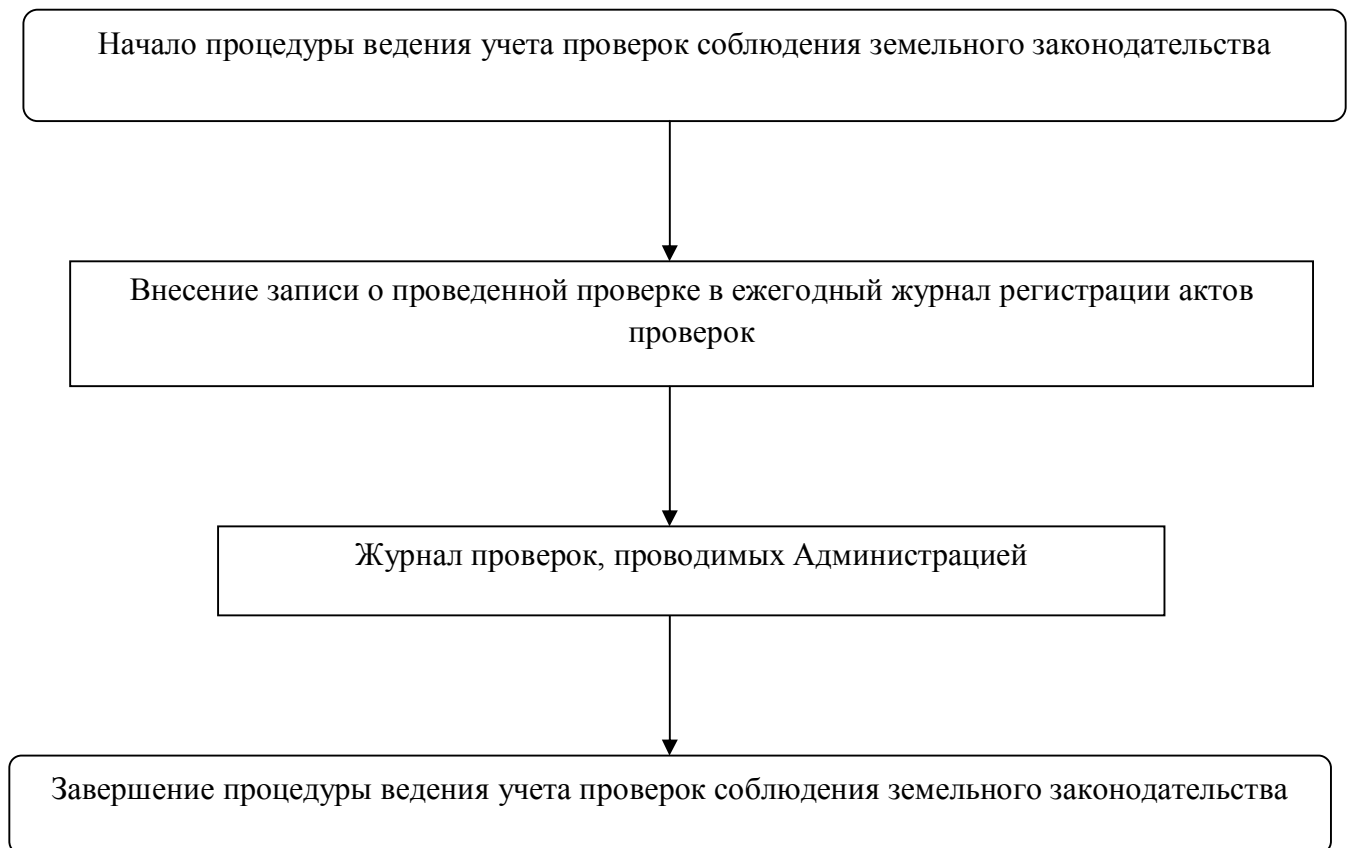 Начало процедуры ведения учета проверок соблюдения земельного законодательства
Внесение записи о проведенной проверке в ежегодный журнал регистрации актов
проверок
Журнал проверок, проводимых Администрацией
Завершение процедуры ведения учета проверок соблюдения земельного законодательства